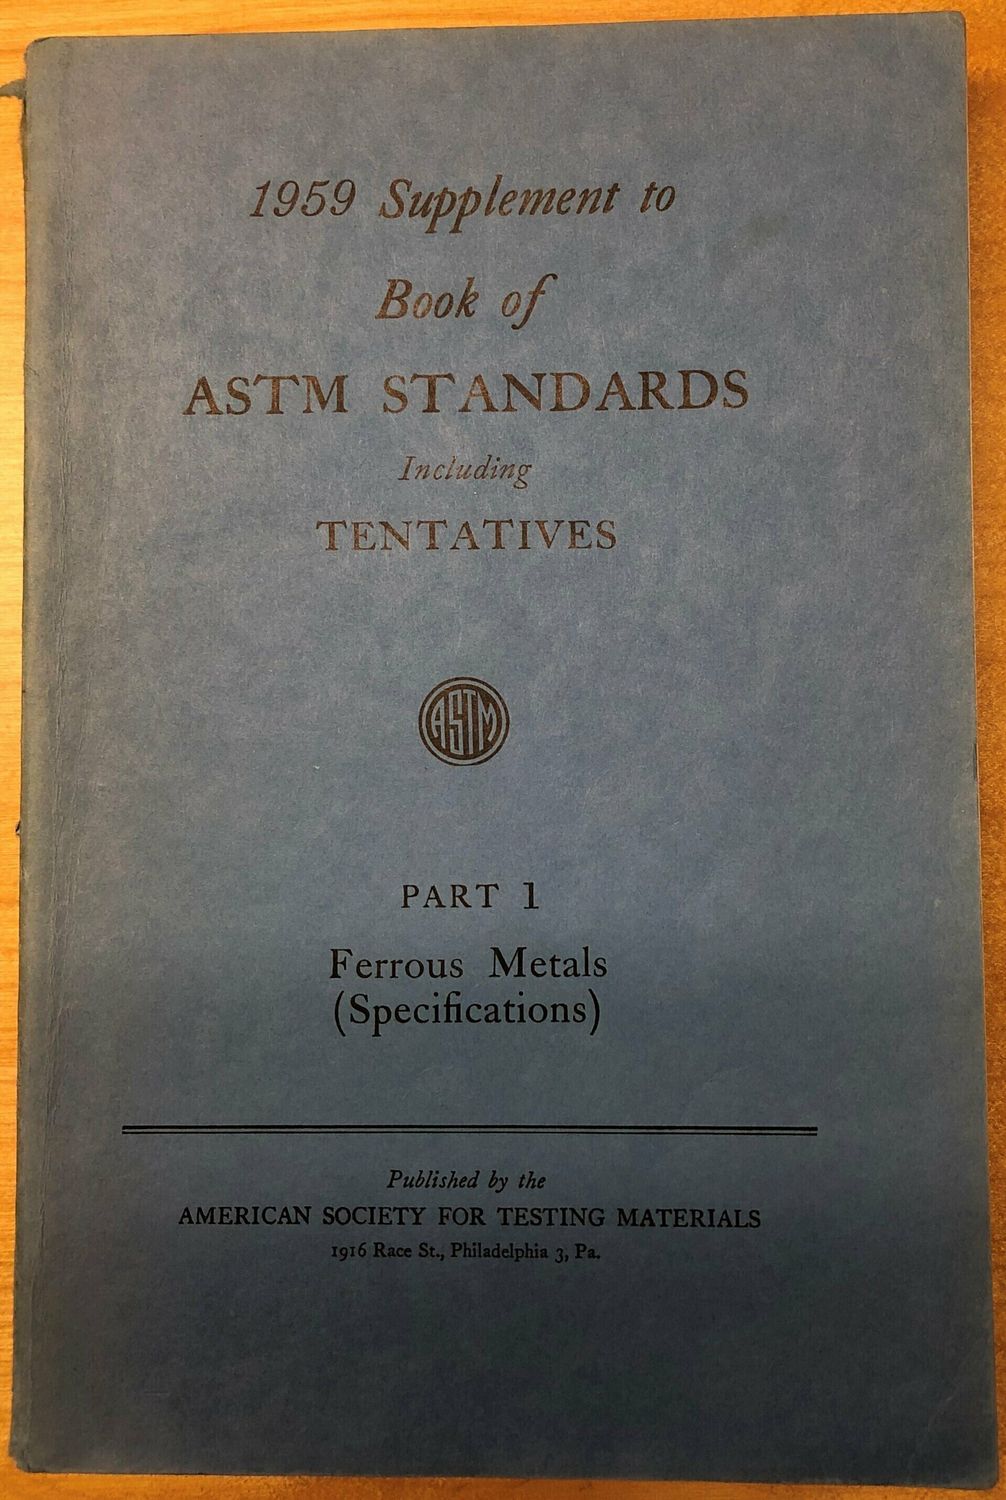 1959 Supplement to
Book of
ASTM STANDARDS
Including
TENTATIVES
ASTM
PART 1
Ferrous Metals
(Specifications)
Published by the
AMERICAN SOCIETY FOR TESTING MATERIALS
1916 Race St., Philadelphia 3, Pa.